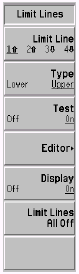 Limit Lines
Limit Line
1⇑ 2⇑ 3⇑ 4⇑
Type
Lower Upper
Test
Off On
Editor▸
Display
Off On
Limit Lines
All Off